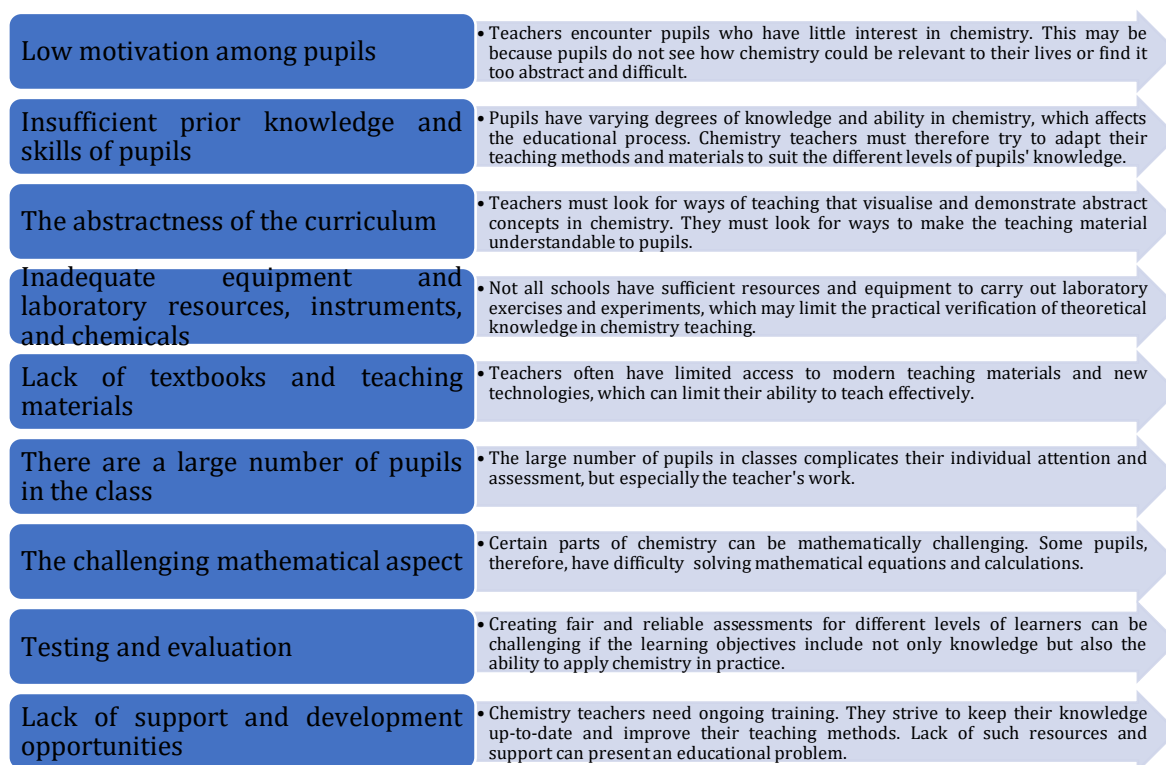 Low motivation among pupils
• Teachers encounter pupils who have little interest in chemistry. This may
because pupils do not see how chemistry could be relevant to their lives or find it
too abstract and difficult.
Insufficient prior knowledge and
skills of pupils
• Pupils have varying degrees of knowledge and ability in chemistry, which affects
the educational process. Chemistry teachers must therefore try to adapt their
teaching methods and materials to suit the different levels of pupils' knowledge.
The abstractness of the curriculum
• Teachers must look for ways of teaching that visualise and demonstrate abstract
concepts in chemistry. They must look for ways to make the teaching material
understandable to pupils.
Inadequate equipment and
laboratory resources, instruments,
and chemicals
• Not all schools have sufficient resources and equipment to carry out laboratory
exercises and experiments, which may limit the practical verification of theoretical
knowledge in chemistry teaching.
Lack of textbooks and teaching
materials
• Teachers often have limited access to modern teaching materials and new
technologies, which can limit their ability to teach effectively.
There are a large number of pupils
in the class
• The large number of pupils in classes complicates their individual attention and
assessment, but especially the teacher's work.
The challenging mathematical aspect
• Certain parts of chemistry can be mathematically challenging. Some pupils,
therefore, have difficulty solving mathematical equations and calculations.
Testing and evaluation
• Creating fair and reliable assessments for different levels of learners can be
challenging if the learning objectives include not only knowledge but also the
ability to apply chemistry in practice.
Lack of support and development
opportunities
• Chemistry teachers need ongoing training. They strive to keep their knowledge
up-to-date and improve their teaching methods. Lack of such resources and
support can present an educational problem.